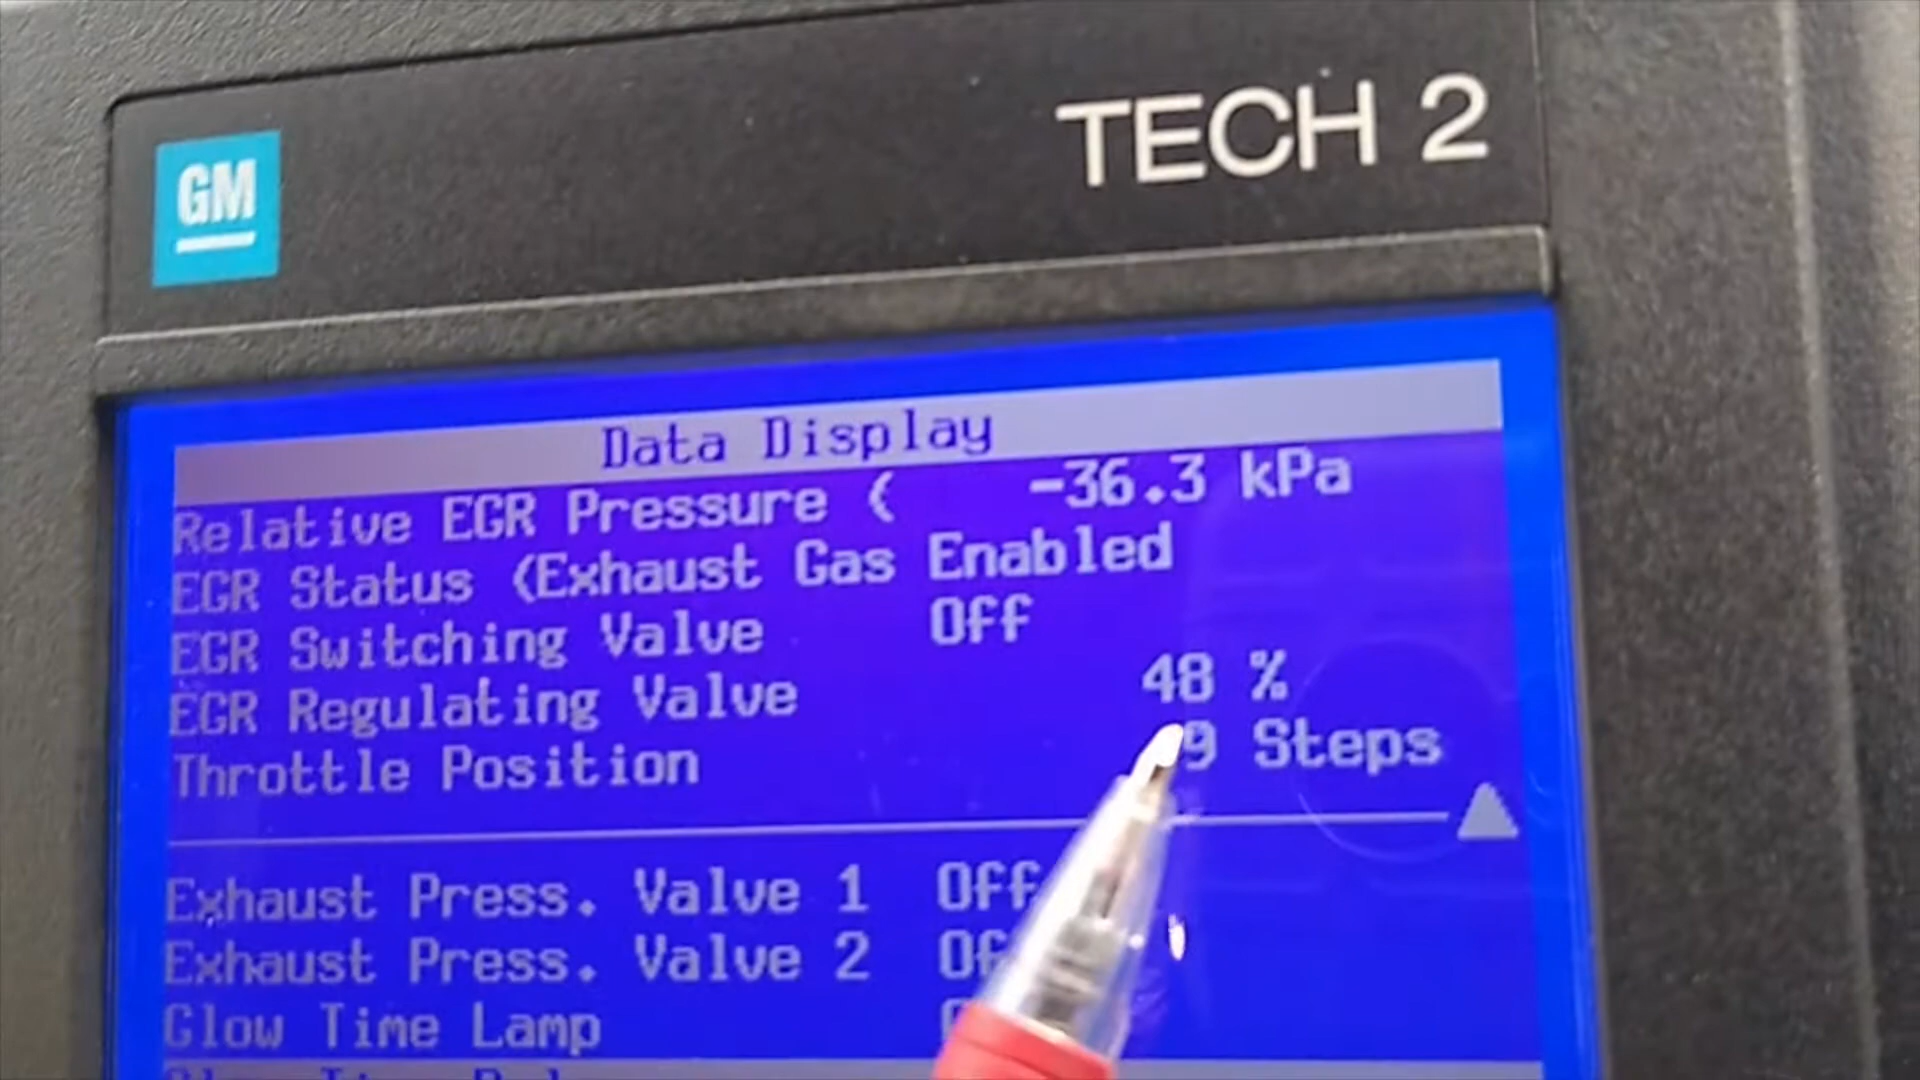 GM
TECH 2
Data Display
Relative EGR Pressure ( -36.3 kPa
EGR Status (Exhaust Gas Enabled
EGR Switching Valve Off
EGR Regulating Valve 48 %
Throttle Position 9 Steps
Exhaust Press. Valve 1 Off
Exhaust Press. Valve 2
Glow Time Lamp